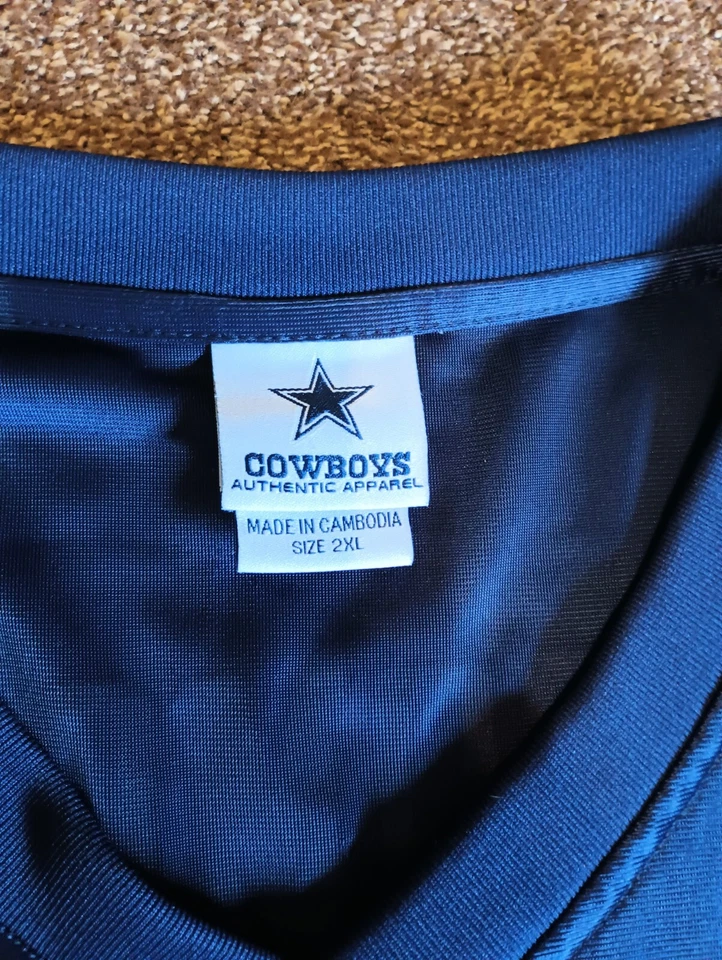 COWBOYS
AUTHENTIC APPAREL
MADE IN CAMBODIA
SIZE 2XL